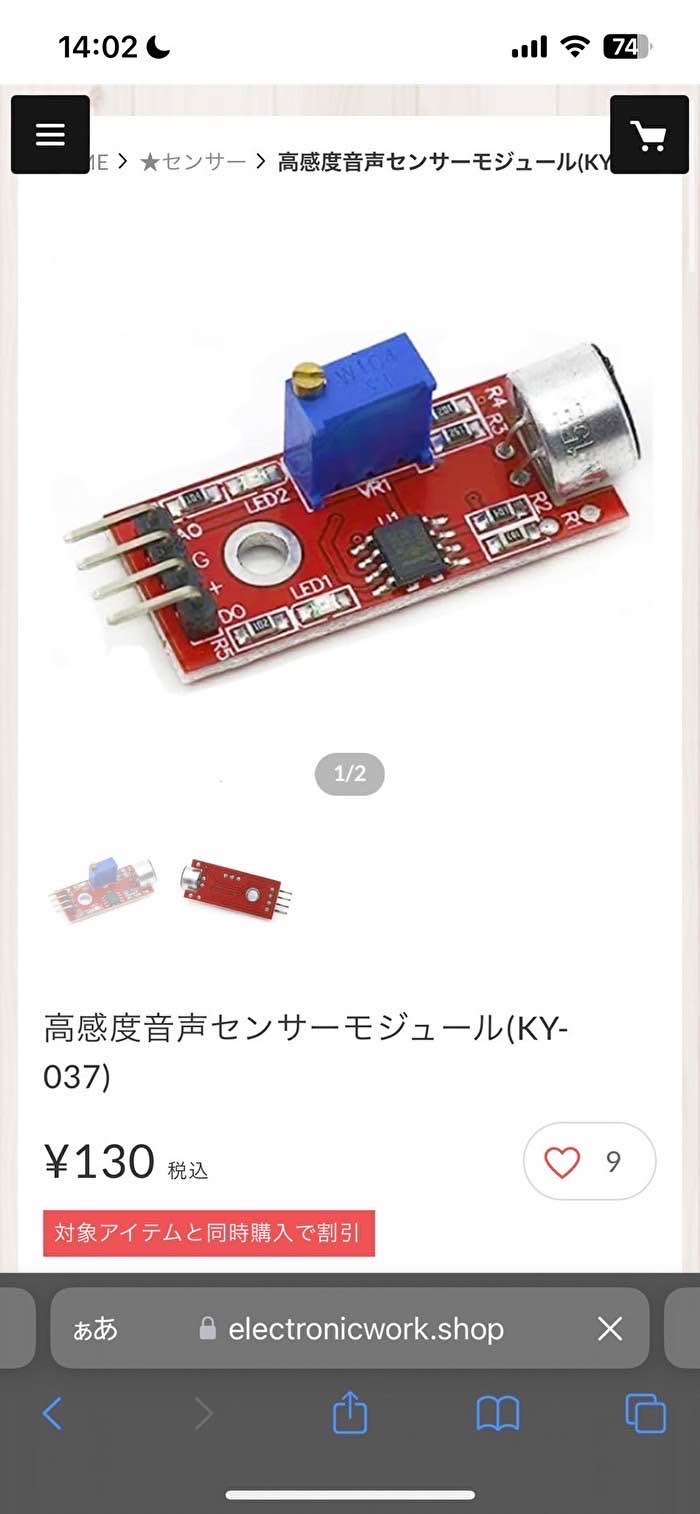 14:02
74
ME > ★センサー > 高感度音声センサーモジュール(KY
W104
R4
R3
LED2
VR1
AO
G
+
DO
U1
R2
R1
LED1
102
R5
1/2
高感度音声センサーモジュール(KY-
037)
¥130 税込
9
対象アイテムと同時購入で割引
ぁあ
electronicwork.shop